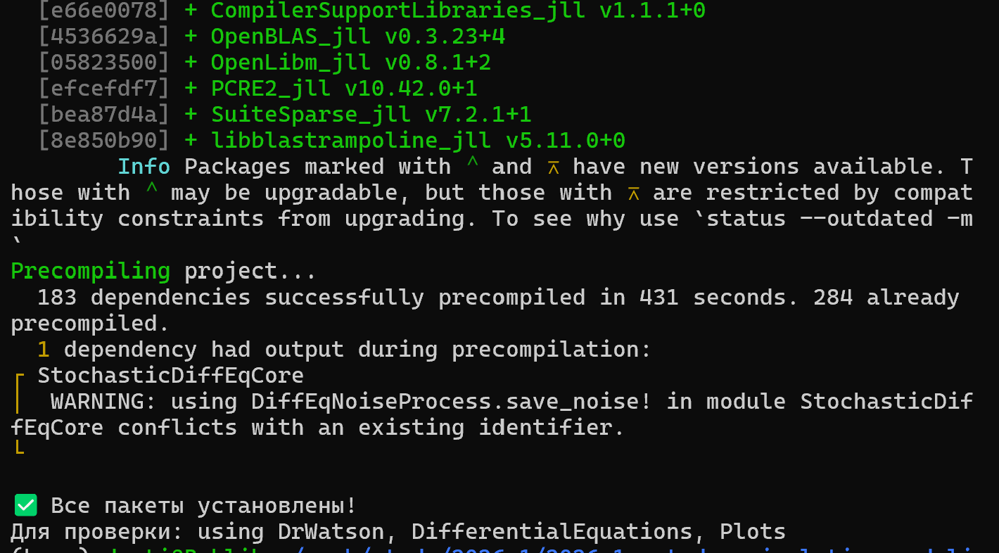 [e66e0078] + CompilerSupportLibraries_jll v1.1.1+0
[4536629a] + OpenBLAS_jll v0.3.23+4
[05823500] + OpenLibm_jll v0.8.1+2
[efcefdf7] + PCRE2_jll v10.42.0+1
[bea87d4a] + SuiteSparse_jll v7.2.1+1
[8e850b90] + libblastrampoline_jll v5.11.0+0
Info Packages marked with ^ and ⌅ have new versions available. T
hose with ^ may be upgradable, but those with ⌅ are restricted by compat
ibility constraints from upgrading. To see why use `status --outdated -m
`
Precompiling project...
183 dependencies successfully precompiled in 431 seconds. 284 already
precompiled.
1 dependency had output during precompilation:
┌ StochasticDiffEqCore
│ WARNING: using DiffEqNoiseProcess.save_noise! in module StochasticDif
fEqCore conflicts with an existing identifier.
└
✅ Все пакеты установлены!
Для проверки: using DrWatson, DifferentialEquations, Plots